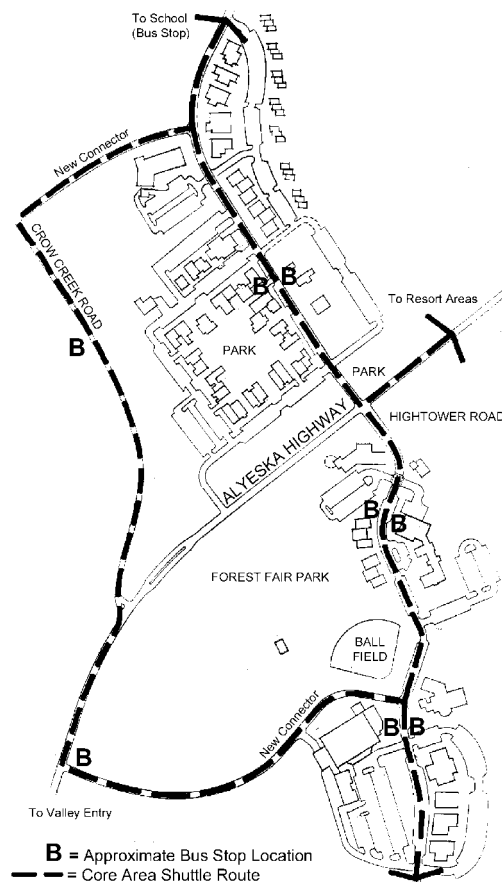 To School
(Bus Stop)
New Connector
CROW CREEK ROAD
B
B
B
To Resort Areas
PARK
PARK
ALYESKA HIGHWAY
HIGHTOWER ROAD
B
B
FOREST FAIR PARK
BALL
FIELD
New Connector
B
B
B
To Valley Entry
B = Approximate Bus Stop Location
= Core Area Shuttle Route